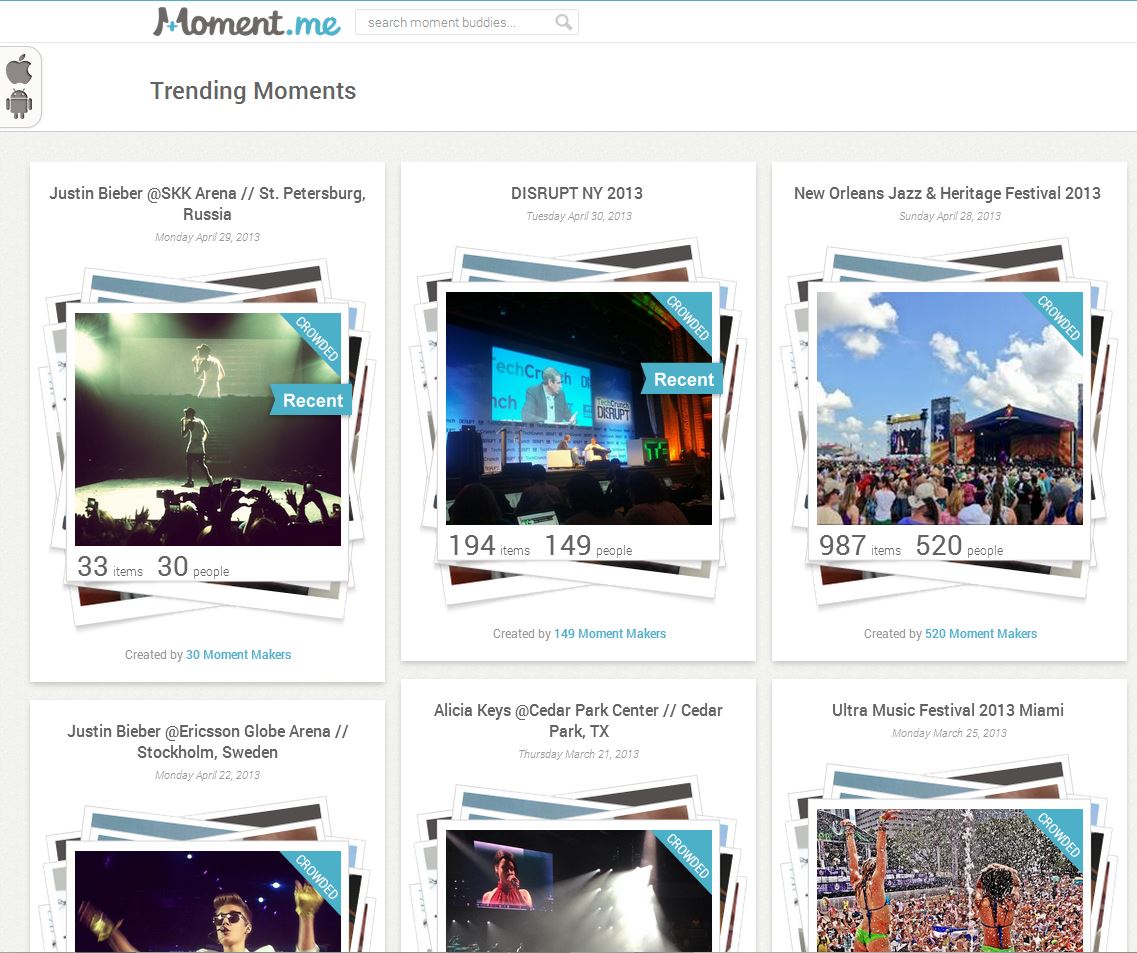 Moment.me
search moment buddies...
Trending Moments
Justin Bieber @SKK Arena // St. Petersburg,
Russia
Monday April 29, 2013
CROWDED
Recent
33 items 30 people
Created by 30 Moment Makers
DISRUPT NY 2013
Tuesday April 30, 2013
CROWDED
TechCrunch
TechCrunch
DISRUPT
Recent
194 items 149 people
Created by 149 Moment Makers
New Orleans Jazz & Heritage Festival 2013
Sunday April 28, 2013
CROWDED
987 items 520 people
Created by 520 Moment Makers
Justin Bieber @Ericsson Globe Arena //
Stockholm, Sweden
Monday April 22, 2013
CROWDED
Alicia Keys @Cedar Park Center // Cedar
Park, TX
Thursday March 21, 2013
CROWDED
Ultra Music Festival 2013 Miami
Monday March 25, 2013
CROWDED